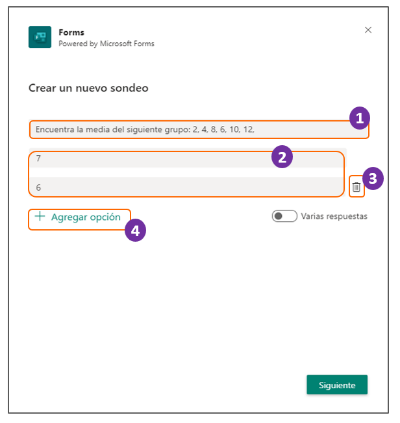 Forms
Powered by Microsoft Forms
Crear un nuevo sondeo
1
Encuentra la media del siguiente grupo: 2, 4, 8, 6, 10, 12,
7
2
3
6
Agregar opción
Varias respuestas
4
Siguiente